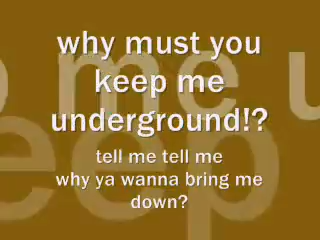 why must you
keep me
underground!?
tell me tell me
why ya wanna bring me
down?